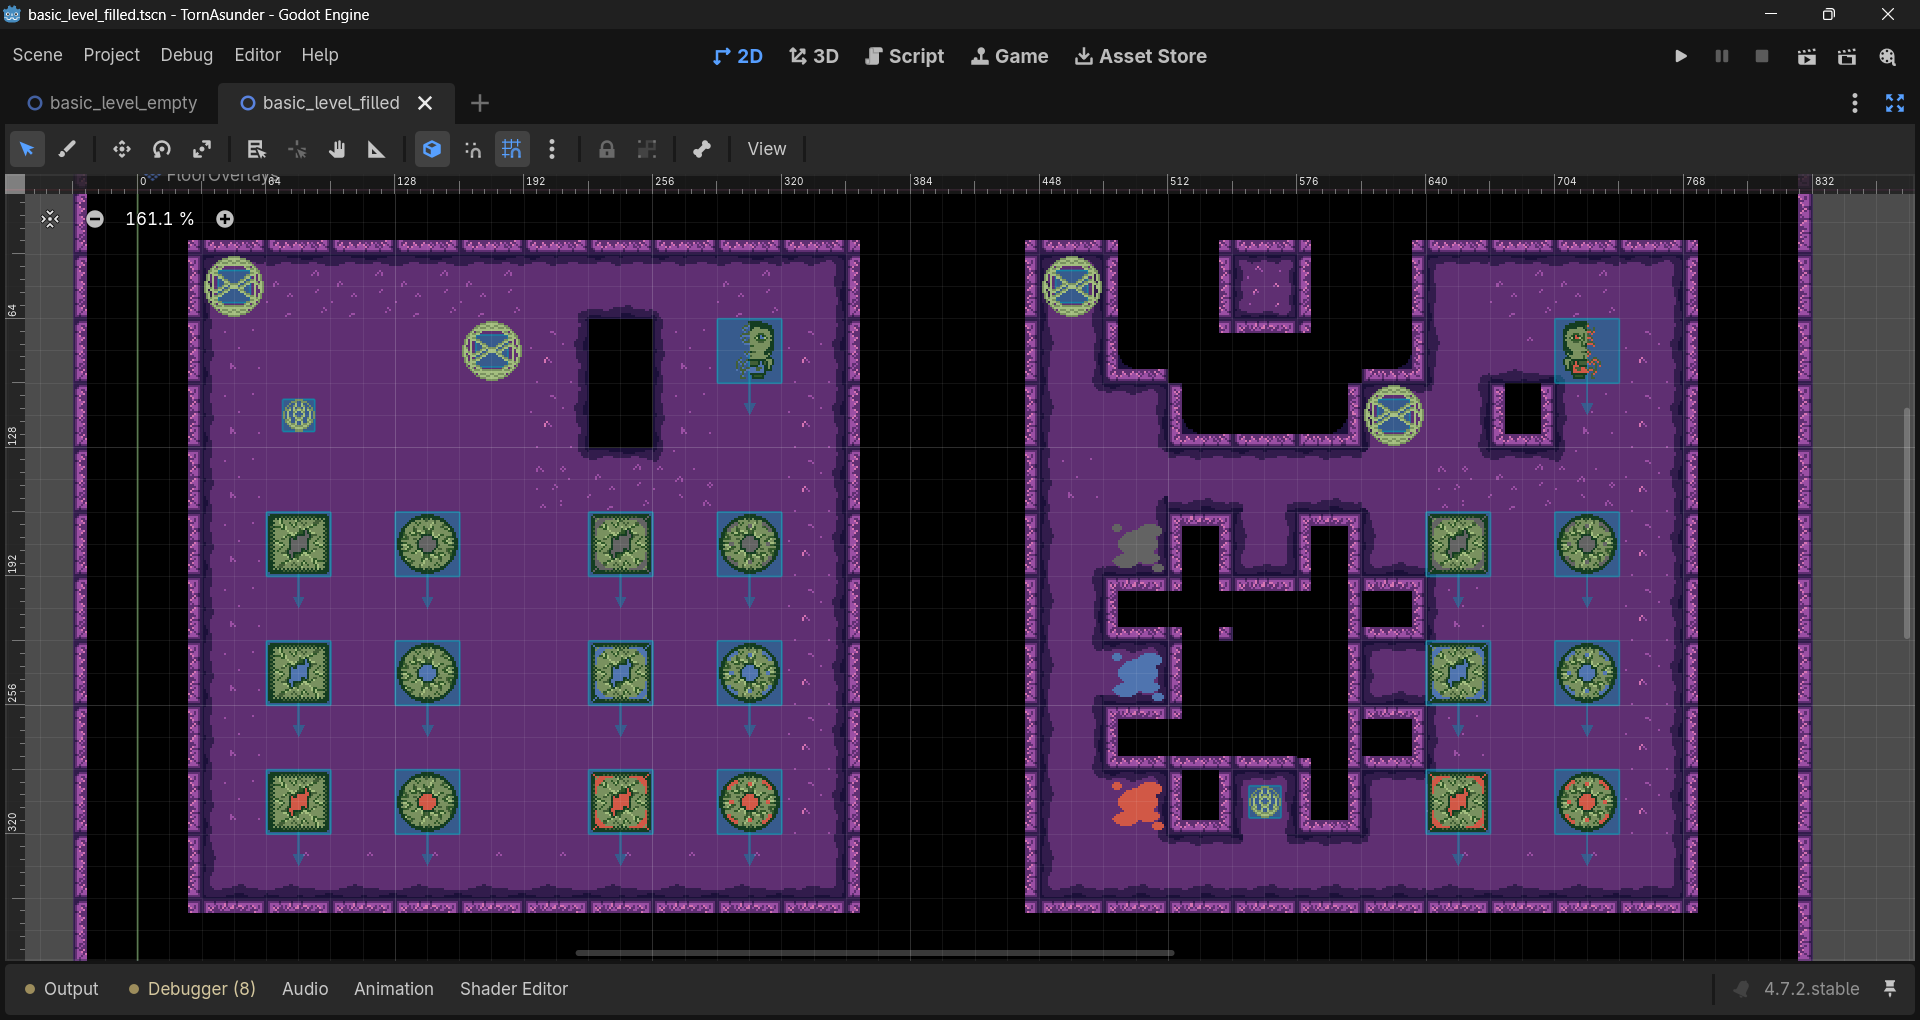 basic_level_filled.tscn - TornAsunder - Godot Engine
Scene Project Debug Editor Help
2D 3D Script Game Asset Store
basic_level_empty basic_level_filled
View
FloorOverlays
0 64 128 192 256 320 384 448 512 576 640 704 768 832
161.1 %
64
128
192
256
320
Output Debugger (8) Audio Animation Shader Editor 4.7.2.stable